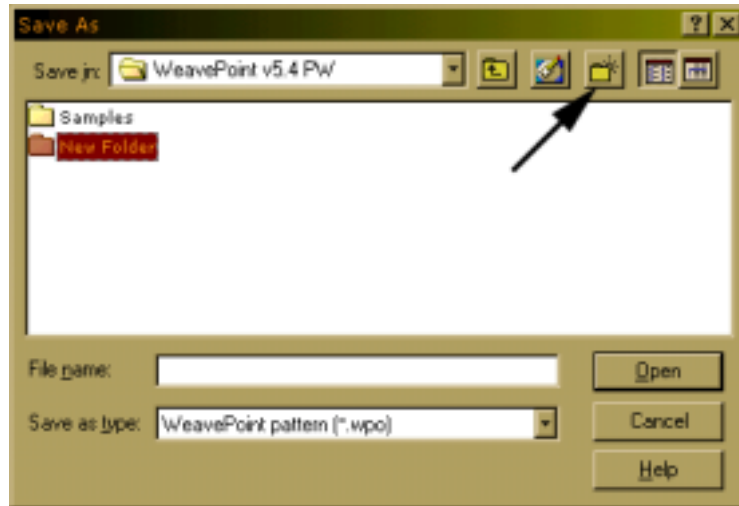 Save As
Save in: WeavePoint v5.4 PW
Samples
New Folder
File name:
Open
Save as type: WeavePoint pattern (*.wpo)
Cancel
Help